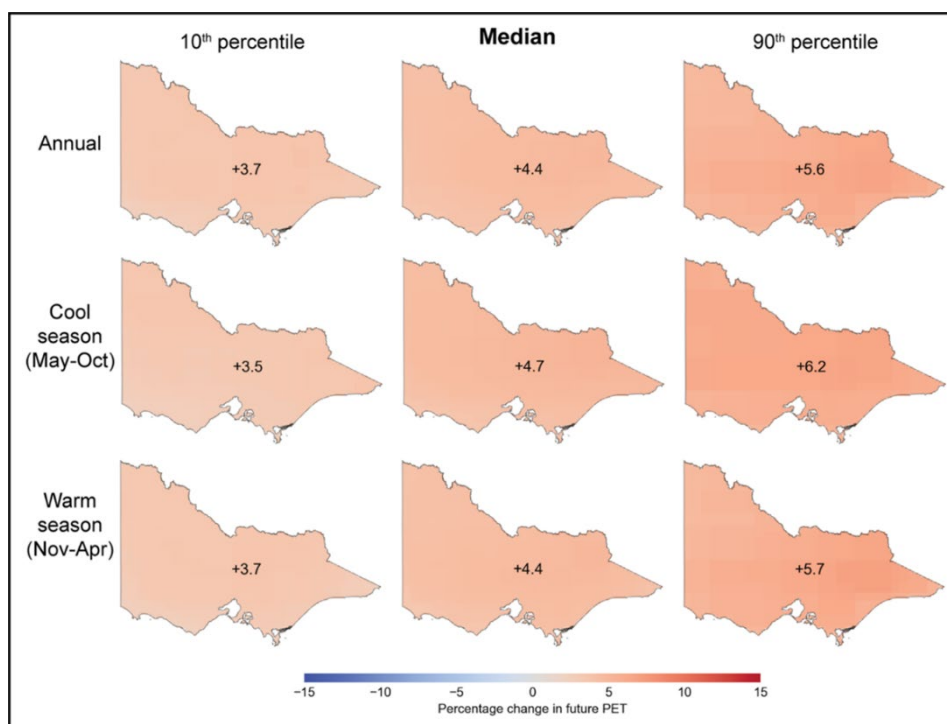 10th percentile
Median
90th percentile
Annual
+3.7
+4.4
+5.6
Cool
season
(May-Oct)
+3.5
+4.7
+6.2
Warm
season
(Nov-Apr)
+3.7
+4.4
+5.7
−15
−10
−5
0
5
10
15
Percentage change in future PET